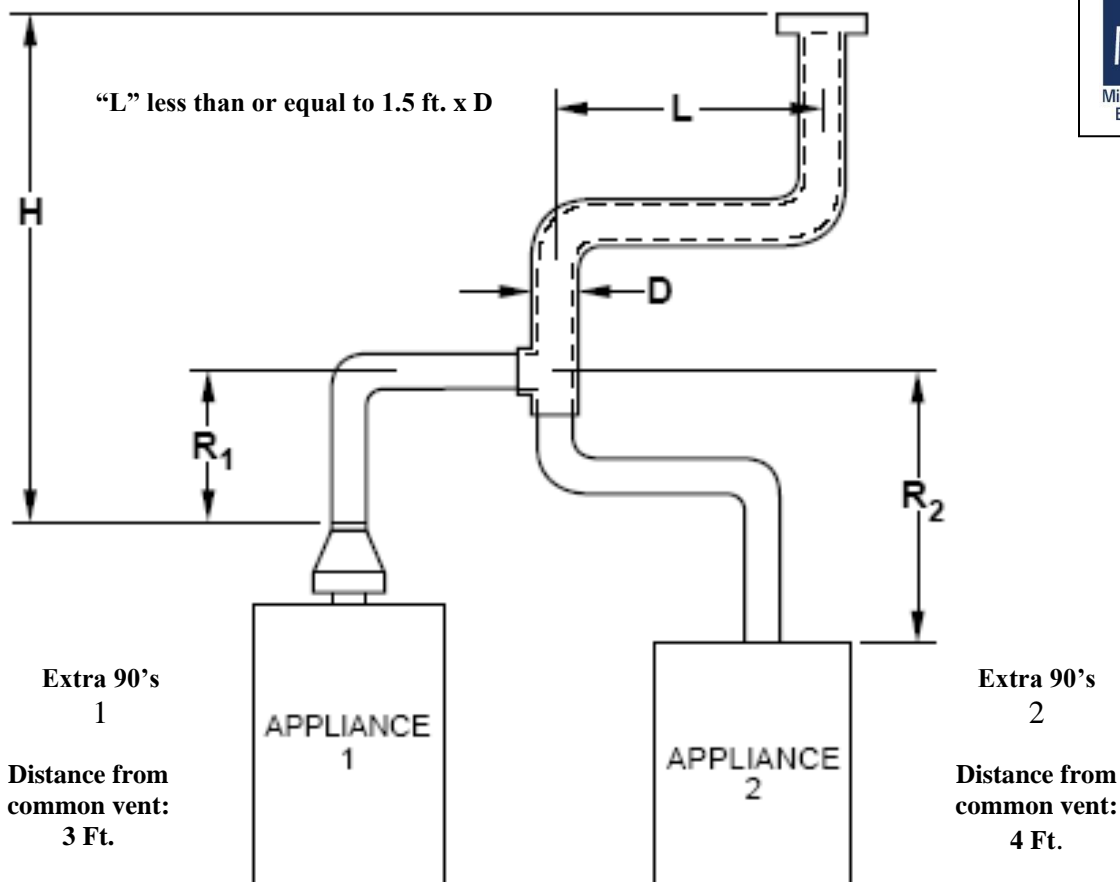 “L” less than or equal to 1.5 ft. x D
L
H
D
R1
R2
Extra 90’s
1
Distance from
common vent:
3 Ft.
APPLIANCE
1
APPLIANCE
2
Extra 90’s
2
Distance from
common vent:
4 Ft.